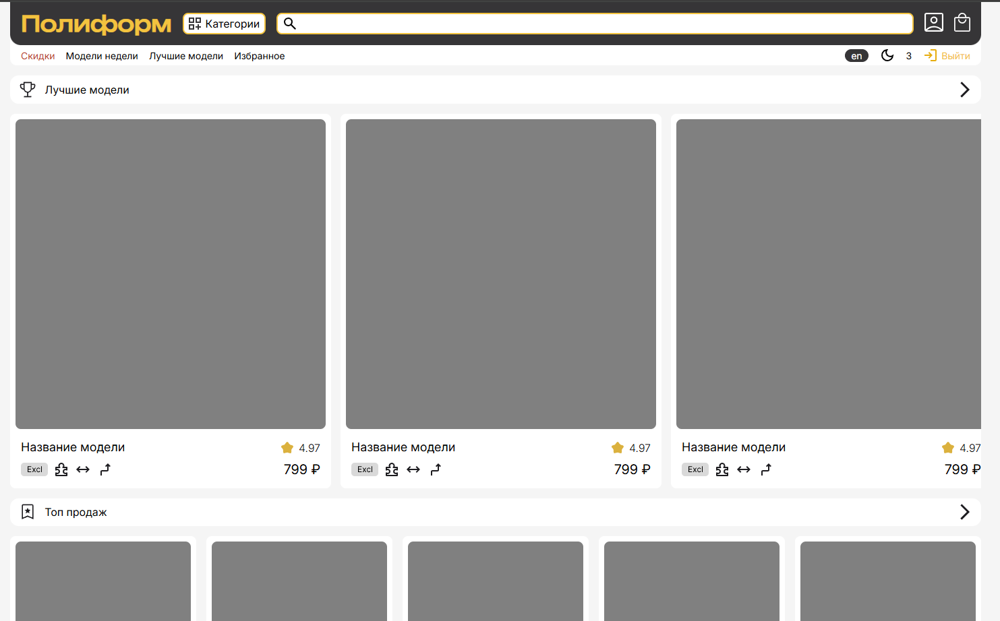 Полиформ Категории
Скидки Модели недели Лучшие модели Избранное en 3 Выйти
Лучшие модели
Название модели 4.97 Название модели 4.97 Название модели 4.97
Excl 799 ₽ Excl 799 ₽ Excl 799 ₽
Топ продаж